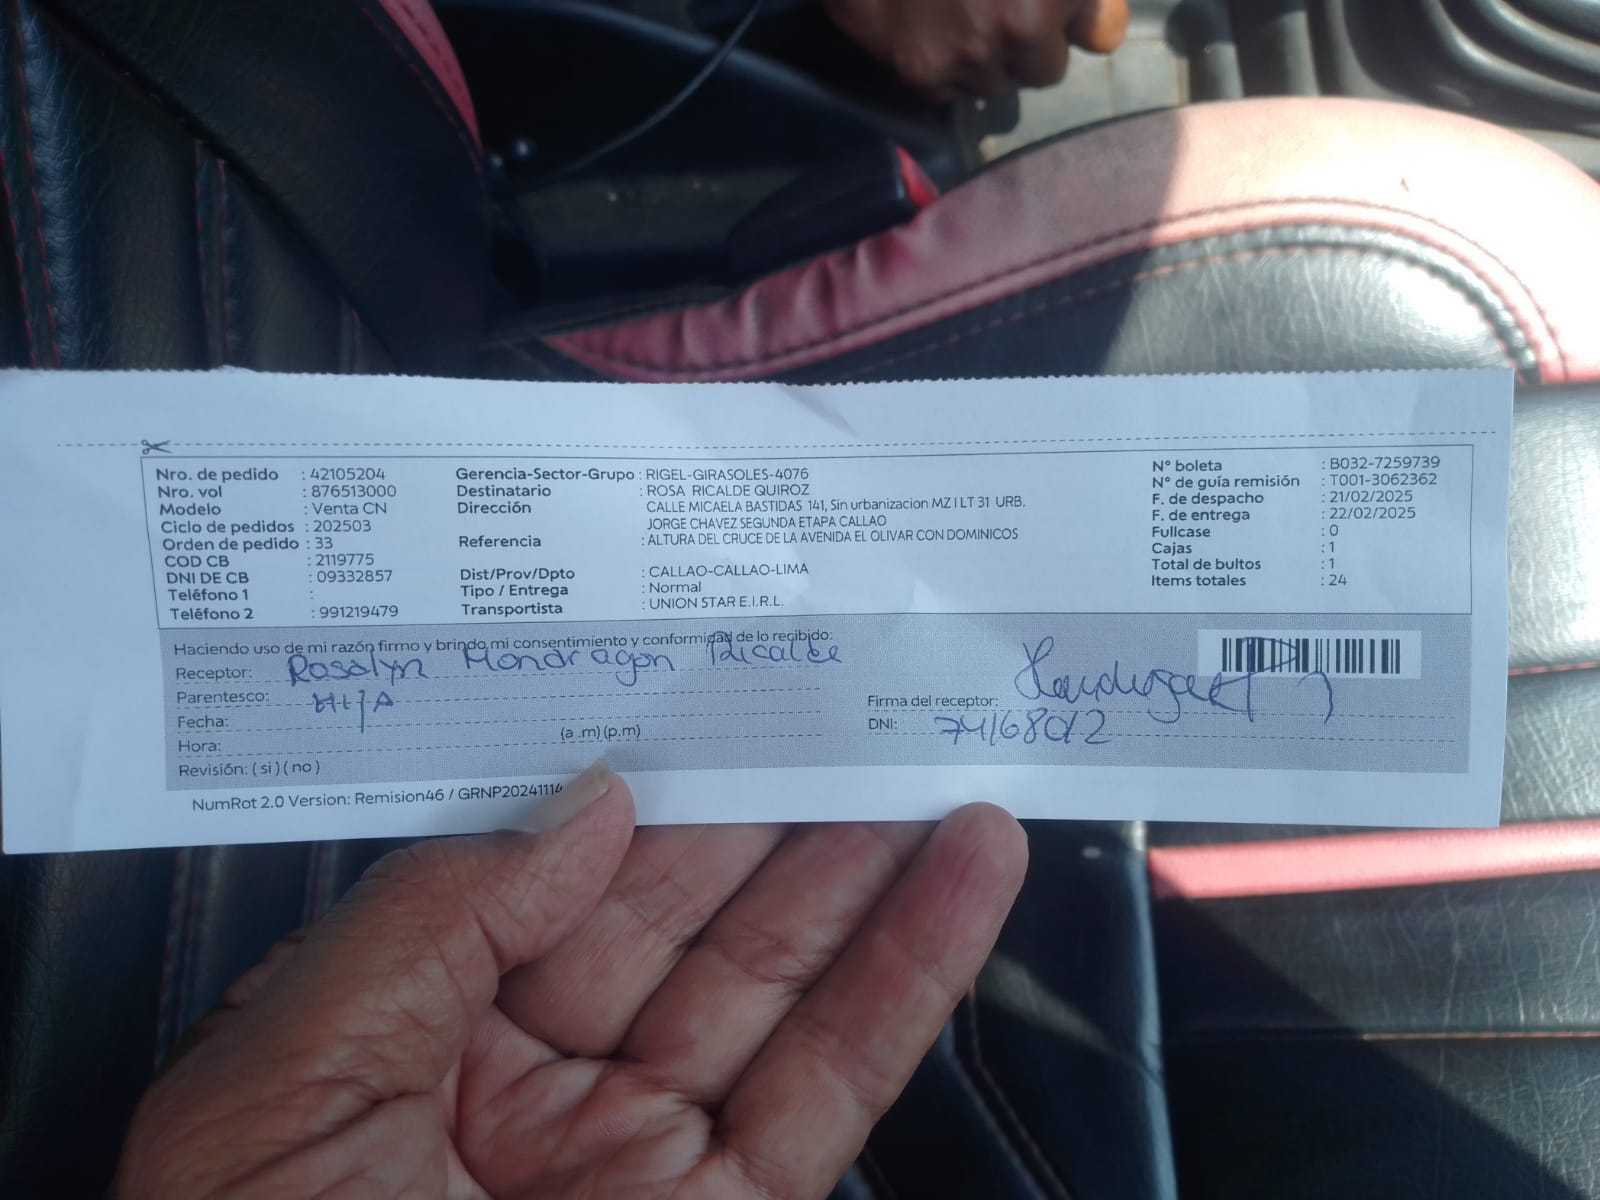 Nro. de pedido : 42105204
Nro. vol : 876513000
Modelo : Venta CN
Ciclo de pedidos : 202503
Orden de pedido : 33
COD CB : 2119775
DNI DE CB : 09332857
Teléfono 1 :
Teléfono 2 : 991219479
Gerencia-Sector-Grupo : RIGEL-GIRASOLES-4076
Destinatario : ROSA RICALDE QUIROZ
Dirección CALLE MICAELA BASTIDAS 141, Sin urbanizacion MZ I LT 31 URB.
JORGE CHAVEZ SEGUNDA ETAPA CALLAO
Referencia : ALTURA DEL CRUCE DE LA AVENIDA EL OLIVAR CON DOMINICOS
Dist/Prov/Dpto : CALLAO-CALLAO-LIMA
Tipo / Entrega : Normal
Transportista : UNION STAR E.I.R.L.
N° boleta : B032-7259739
N° de guía remisión : T001-3062362
F. de despacho : 21/02/2025
F. de entrega : 22/02/2025
Fullcase : 0
Cajas : 1
Total de bultos : 1
Items totales : 24
Haciendo uso de mi razón firmo y brindo mi consentimiento y conformidad de lo recibido:
Receptor: Rosalyn Mondragon Ricalde
Parentesco: HIJA
Fecha:
Hora: (a .m) (p.m)
Revisión: ( si ) ( no )
Firma del receptor:
DNI: 74168012
NumRot 2.0 Version: Remision46 / GRNP20241114